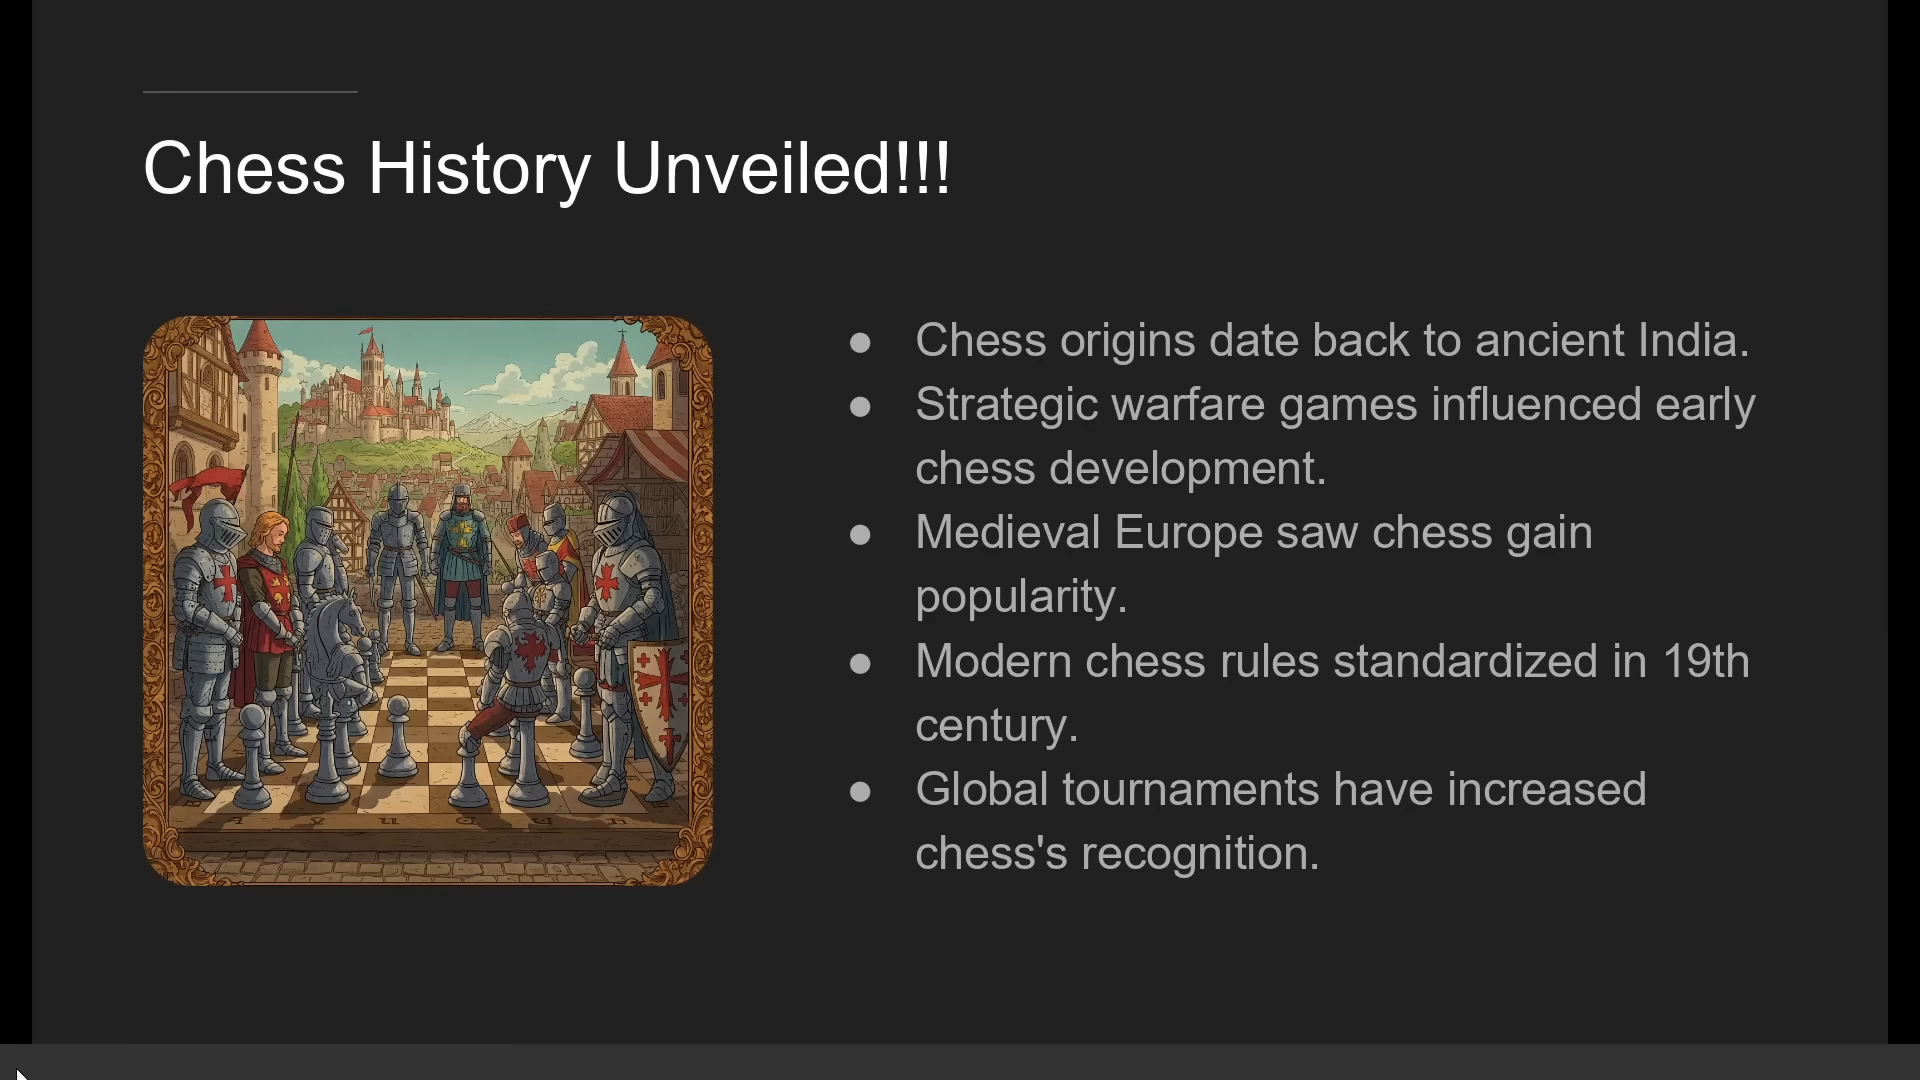 Chess History Unveiled!!!
● Chess origins date back to ancient India.
● Strategic warfare games influenced early
chess development.
● Medieval Europe saw chess gain
popularity.
● Modern chess rules standardized in 19th
century.
● Global tournaments have increased
chess's recognition.